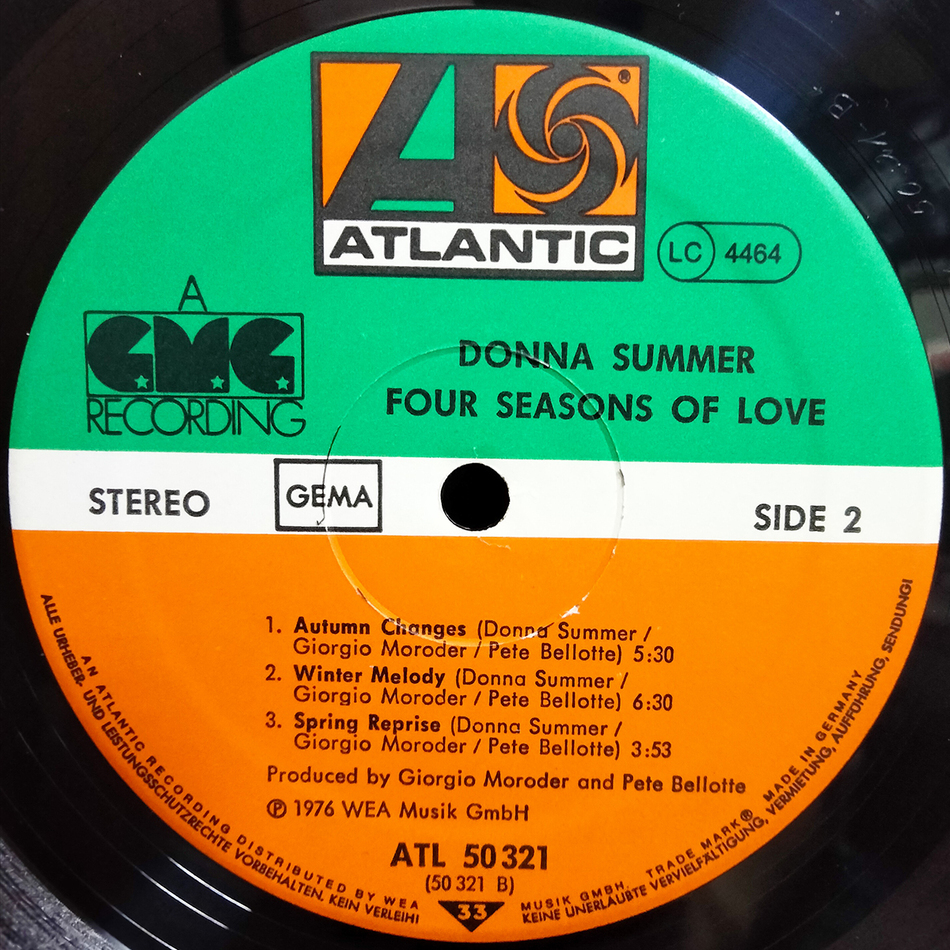 ATLANTIC
®
LC 4464
A
G.M.G.
RECORDING
DONNA SUMMER
FOUR SEASONS OF LOVE
STEREO
GEMA
SIDE 2
1. Autumn Changes (Donna Summer /
Giorgio Moroder / Pete Bellotte) 5:30
2. Winter Melody (Donna Summer /
Giorgio Moroder / Pete Bellotte) 6:30
3. Spring Reprise (Donna Summer /
Giorgio Moroder / Pete Bellotte) 3:53
Produced by Giorgio Moroder and Pete Bellotte
℗ 1976 WEA Musik GmbH
ATL 50 321
(50 321 B)
33
AN ATLANTIC RECORDING DISTRIBUTED BY WEA MUSIK GMBH. TRADE MARK® MADE IN GERMANY
ALLE URHEBER- UND LEISTUNGSSCHUTZRECHTE VORBEHALTEN. KEIN VERLEIH! KEINE UNERLAUBTE VERVIELFÄLTIGUNG, VERMIETUNG, AUFFÜHRUNG, SENDUNG!